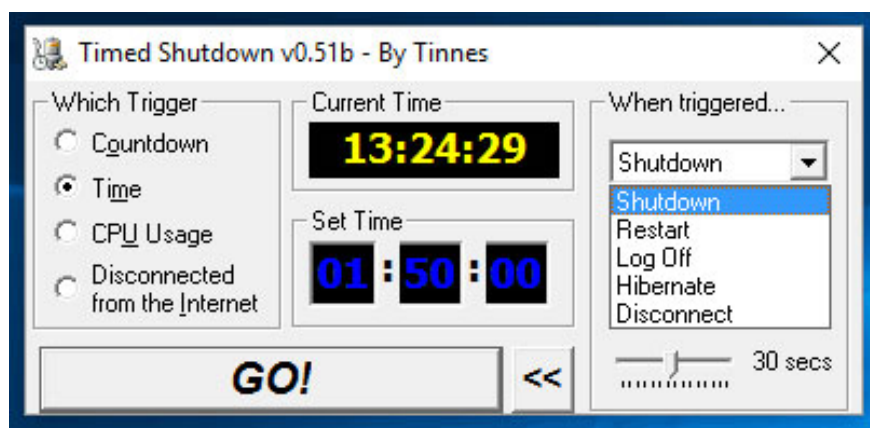 Timed Shutdown v0.51b - By Tinnes
Which Trigger
Countdown
Time
CPU Usage
Disconnected
from the Internet
Current Time
13:24:29
Set Time
01:50:00
When triggered...
Shutdown
Shutdown
Restart
Log Off
Hibernate
Disconnect
30 secs
GO!
<<